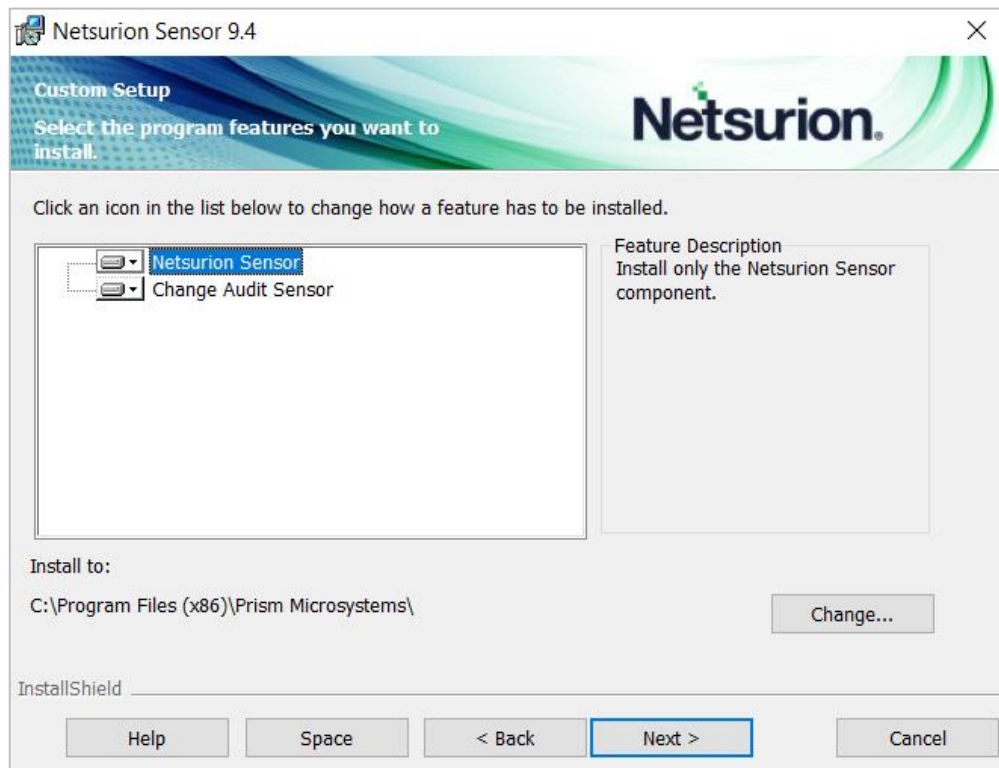 Netsurion Sensor 9.4
Custom Setup
Select the program features you want to
install.
Netsurion.
Click an icon in the list below to change how a feature has to be installed.
Netsurion Sensor
Change Audit Sensor
Feature Description
Install only the Netsurion Sensor
component.
Install to:
C:\Program Files (x86)\Prism Microsystems\
Change...
InstallShield
Help
Space
< Back
Next >
Cancel